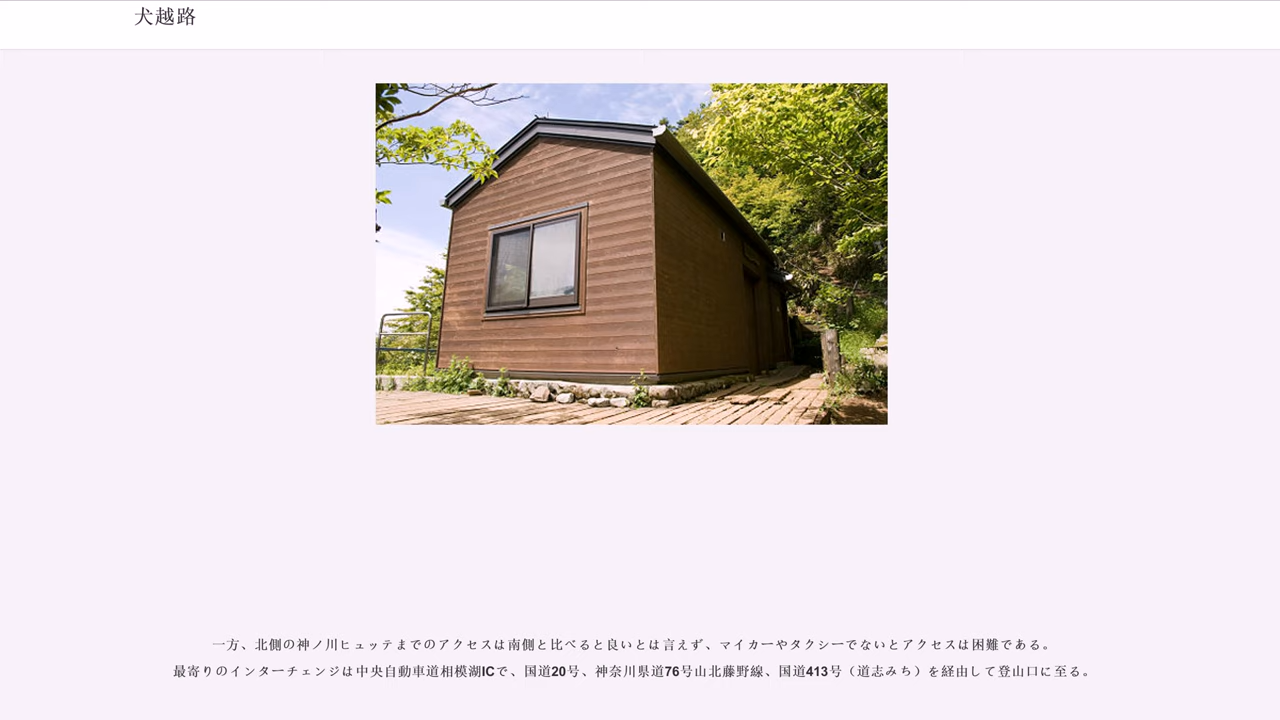 犬越路
一方、北側の神ノ川ヒュッテまでのアクセスは南側と比べると良いとは言えず、マイカーやタクシーでないとアクセスは困難である。
最寄りのインターチェンジは中央自動車道相模湖ICで、国道20号、神奈川県道76号山北藤野線、国道413号（道志みち）を経由して登山口に至る。